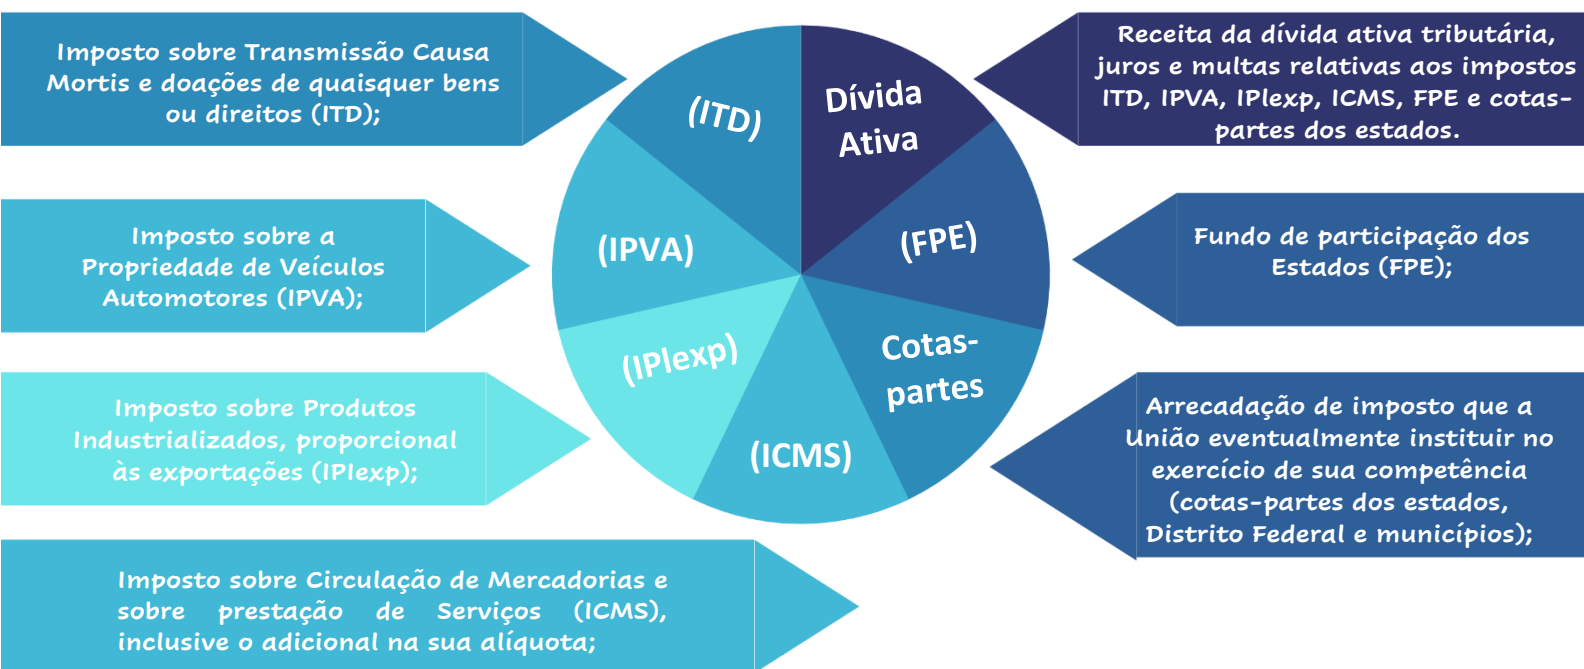 Imposto sobre Transmissão Causa
Mortis e doações de quaisquer bens
ou direitos (ITD);
Imposto sobre a
Propriedade de Veículos
Automotores (IPVA);
Imposto sobre Produtos
Industrializados, proporcional
às exportações (IPIexp);
Imposto sobre Circulação de Mercadorias e
sobre prestação de Serviços (ICMS),
inclusive o adicional na sua alíquota;
(ITD)
Dívida
Ativa
(IPVA)
(FPE)
(IPIexp)
Cotas-
partes
(ICMS)
Receita da dívida ativa tributária,
juros e multas relativas aos impostos
ITD, IPVA, IPlexp, ICMS, FPE e cotas-
partes dos estados.
Fundo de participação dos
Estados (FPE);
Arrecadação de imposto que a
União eventualmente instituir no
exercício de sua competência
(cotas-partes dos estados,
Distrito Federal e municípios);